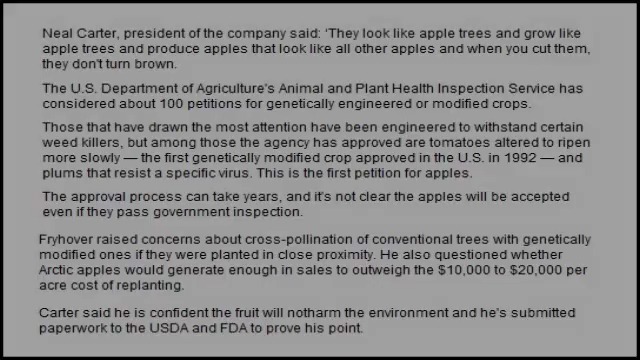 Neal Carter, president of the company said: 'They look like apple trees and grow like
apple trees and produce apples that look like all other apples and when you cut them,
they don't turn brown.
The U.S. Department of Agriculture's Animal and Plant Health Inspection Service has
considered about 100 petitions for genetically engineered or modified crops.
Those that have drawn the most attention have been engineered to withstand certain
weed killers, but among those the agency has approved are tomatoes altered to ripen
more slowly — the first genetically modified crop approved in the U.S. in 1992 — and
plums that resist a specific virus. This is the first petition for apples.
The approval process can take years, and it's not clear the apples will be accepted
even if they pass government inspection.
Fryhover raised concerns about cross-pollination of conventional trees with genetically
modified ones if they were planted in close proximity. He also questioned whether
Arctic apples would generate enough in sales to outweigh the $10,000 to $20,000 per
acre cost of replanting.
Carter said he is confident the fruit will notharm the environment and he's submitted
paperwork to the USDA and FDA to prove his point.